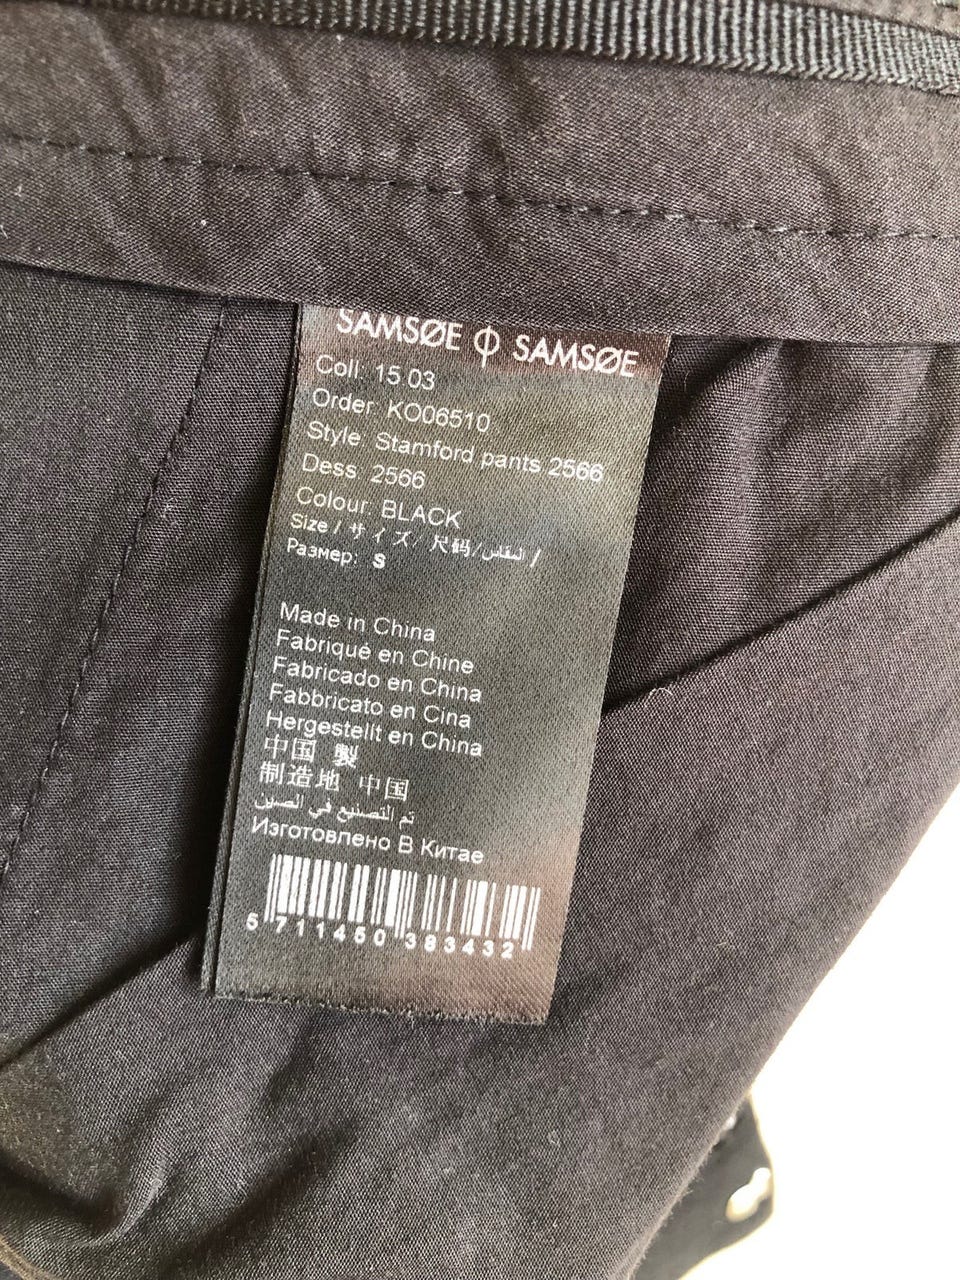 SAMSØE ϕ SAMSØE
Coll: 15.03
Order: KO06510
Style: Stamford pants 2566
Dess: 2566
Colour: BLACK
Size / サイズ/ 尺码/المقاس /
Размер: S
Made in China
Fabriqué en Chine
Fabricado en China
Fabbricato en Cina
Hergestellt en China
中国 製
制造地 中国
تم التصنيع في الصين
Изготовлено В Китае
5 711450 383432